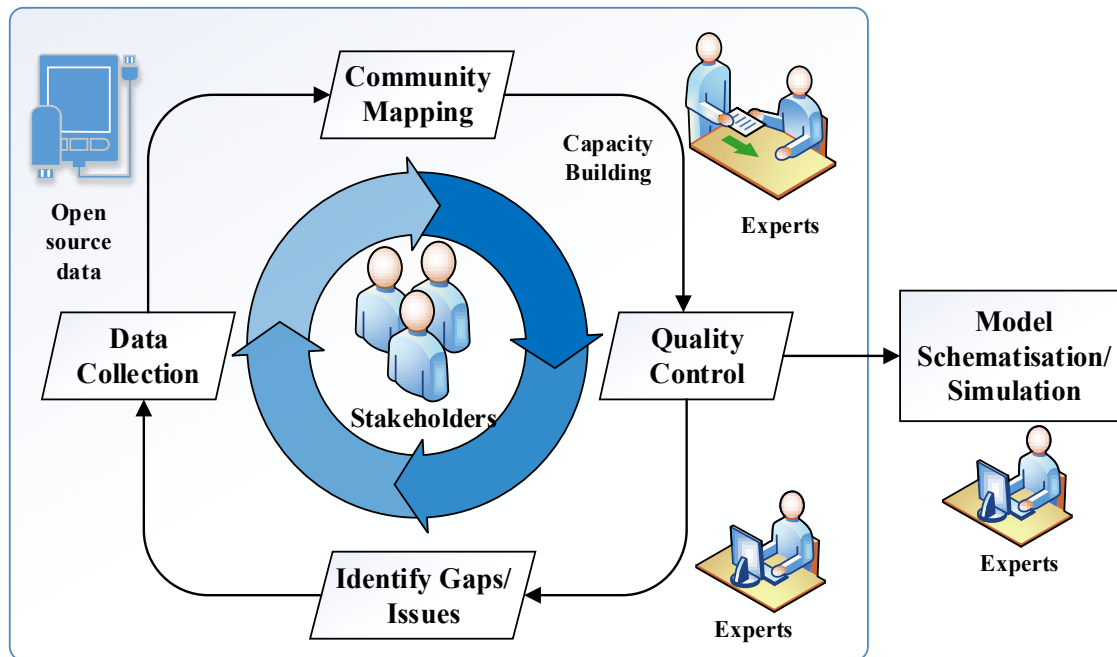 Community
Mapping
Capacity
Building
Experts
Open
source
data
Data
Collection
Stakeholders
Quality
Control
Model
Schematisation/
Simulation
Identify Gaps/
Issues
Experts
Experts